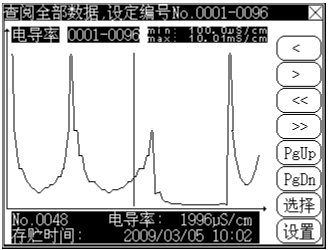 查阅全部数据,设定编号No.0001-0096
电导率 0001-0096
min: 100.0μS/cm
max: 10.01mS/cm
<
>
<<
>>
PgUp
PgDn
选择
设置
No.0048 电导率: 1996μS/cm
存贮时间: 2009/03/05 10:02